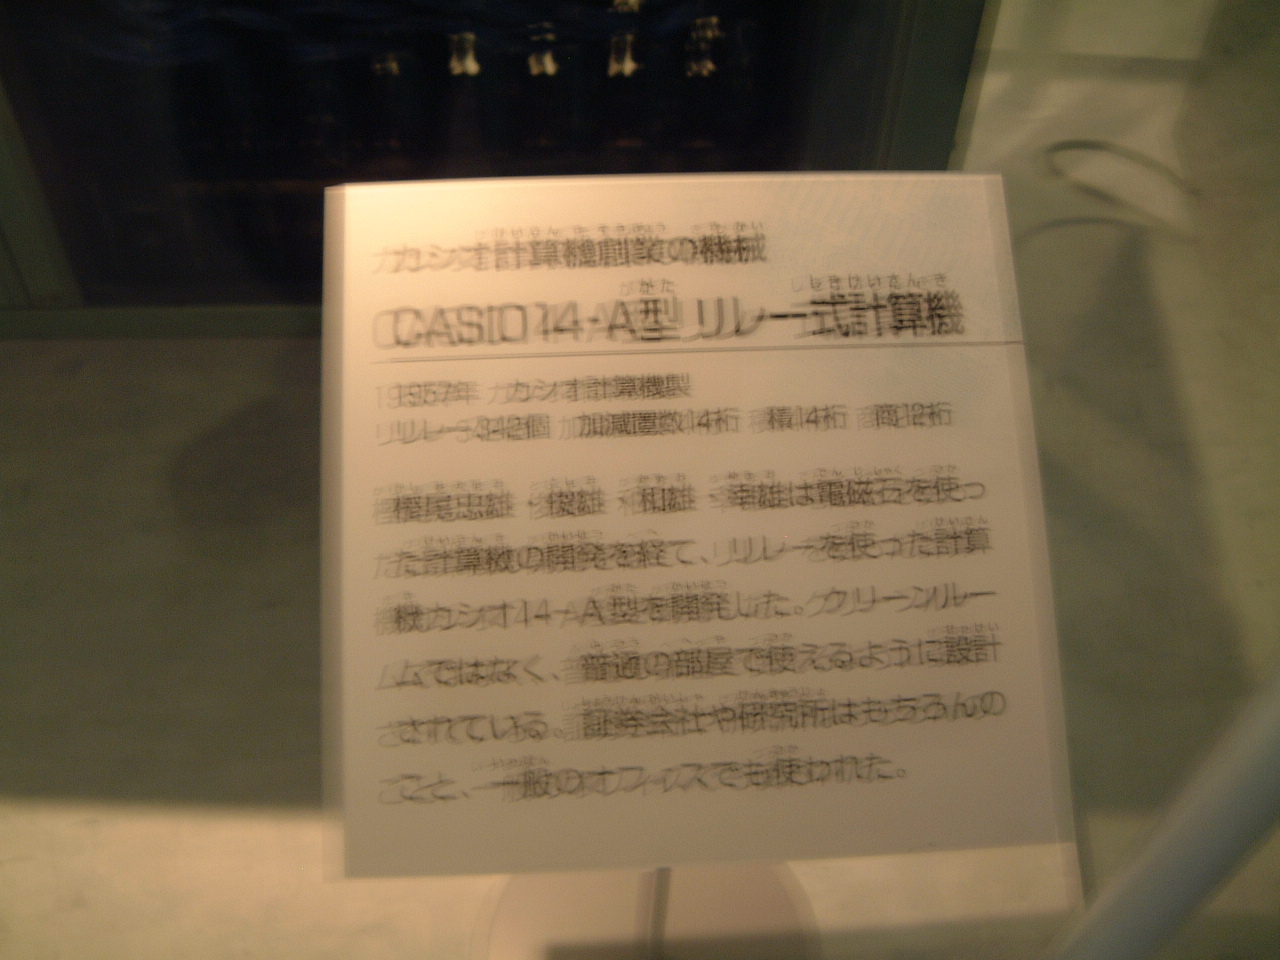 カシオ計算機創業の機械
CASIO 14-A型 リレー式計算機
1957年 カシオ計算機製
リレー342個 加減置数14桁 積14桁 商12桁
樫尾忠雄・俊雄・和雄・幸雄は電磁石を使っ
た計算機の開発を経て、リレーを使った計算
機カシオ14-A型を開発した。クリーンルー
ムではなく、普通の部屋で使えるように設計
されている。証券会社や研究所はもちろんの
こと、一般のオフィスでも使われた。